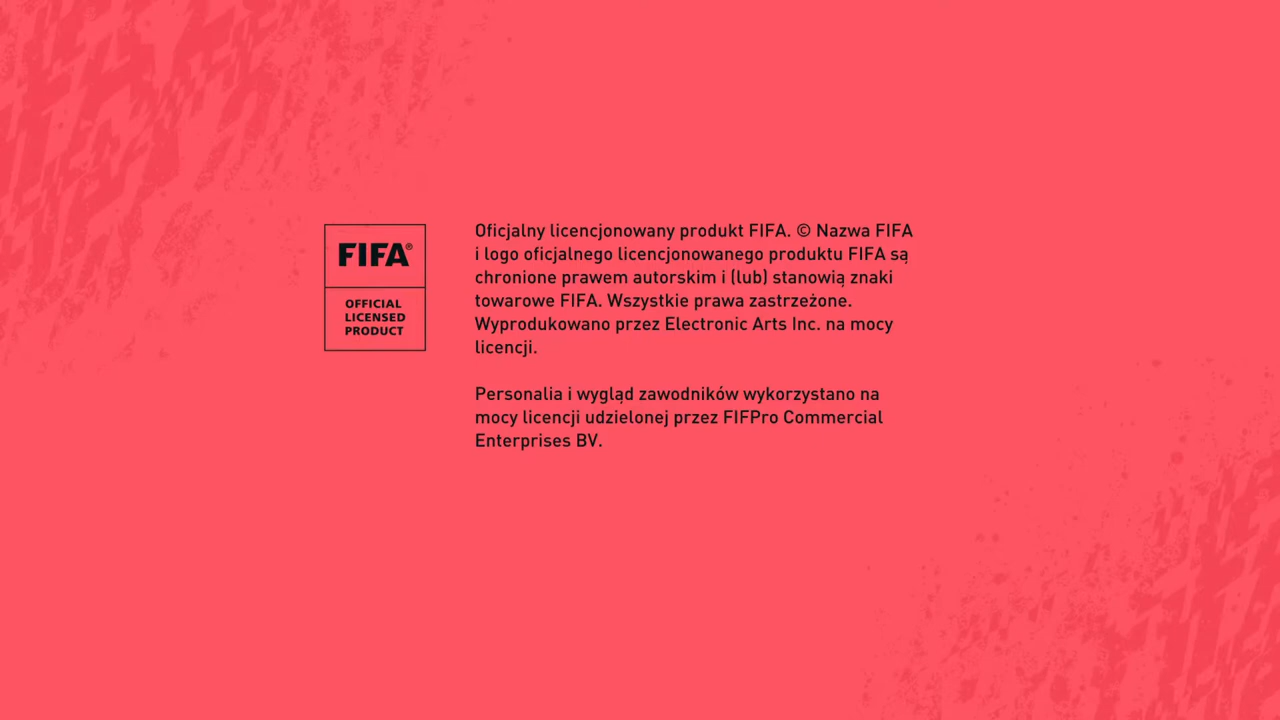 FIFA®
OFFICIAL
LICENSED
PRODUCT
Oficjalny licencjonowany produkt FIFA. © Nazwa FIFA
i logo oficjalnego licencjonowanego produktu FIFA są
chronione prawem autorskim i (lub) stanowią znaki
towarowe FIFA. Wszystkie prawa zastrzeżone.
Wyprodukowano przez Electronic Arts Inc. na mocy
licencji.
Personalia i wygląd zawodników wykorzystano na
mocy licencji udzielonej przez FIFPro Commercial
Enterprises BV.